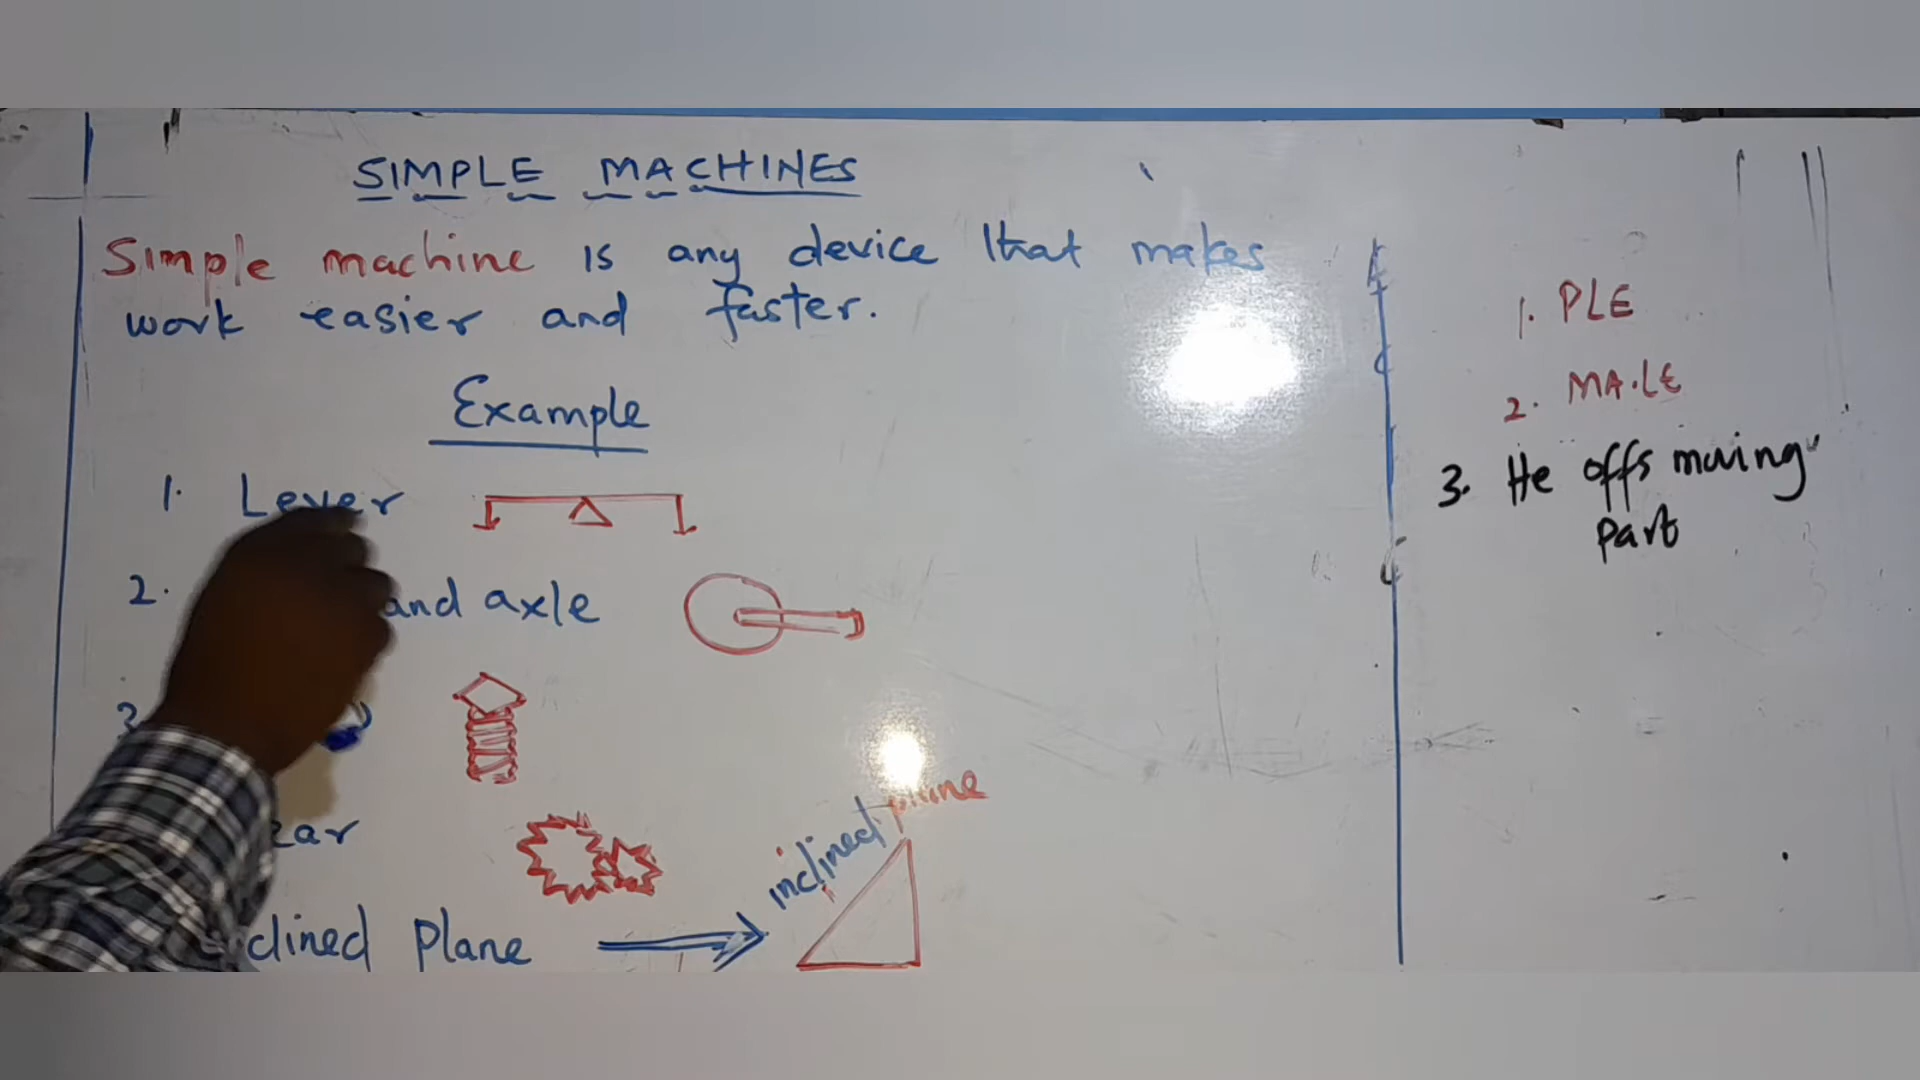 SIMPLE MACHINES
Simple machine is any device that makes
work easier and faster.
Example
1. Lever
2. and axle
3.
ear
clined plane
inclined plane
1. PLE
2. MA.LE
3. He offs moving
part